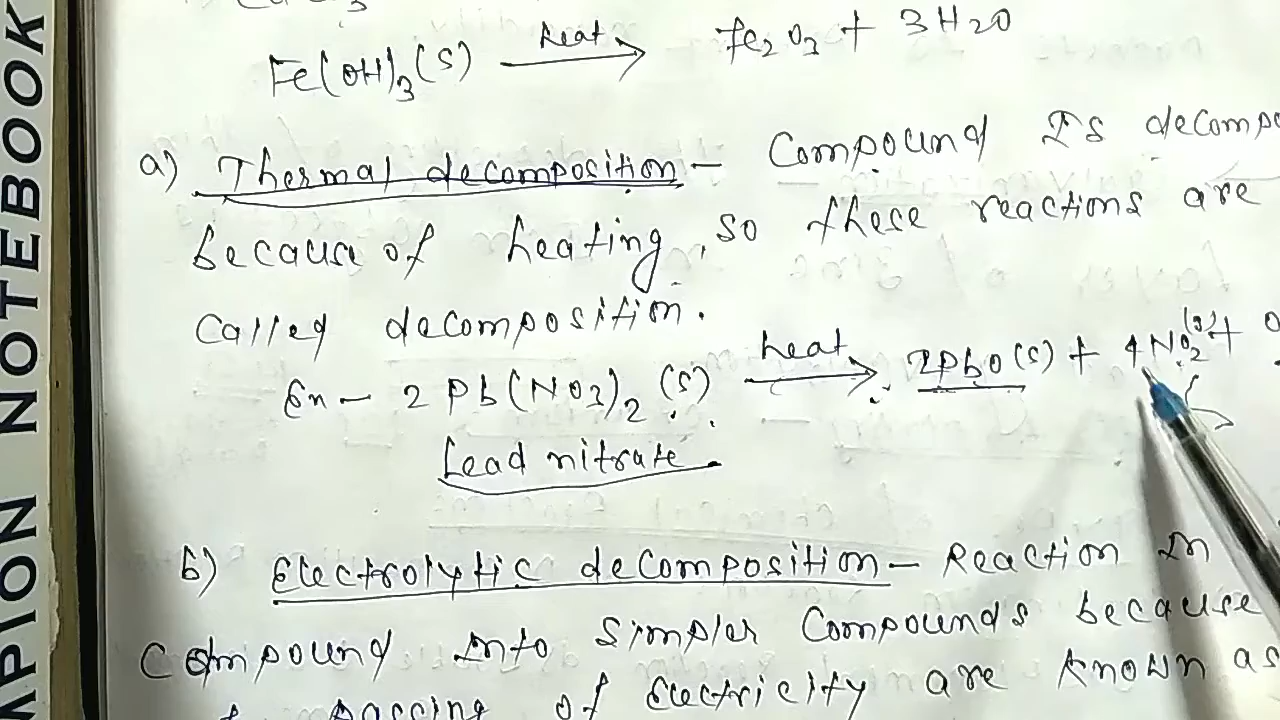 Fe(OH)3(S) heat → Fe2O3 + 3H2O
a) Thermal decomposition - Compound Is decompo
because of heating, so these reactions are
called decomposition.
Ex - 2Pb(NO3)2 (S) heat → 2PbO(S) + 4NO2(g) +
Lead nitrate
b) Electrolytic decomposition - Reaction In
Compound Into simpler compounds because
passing of Electricity are known as
MPION NOTEBOOK